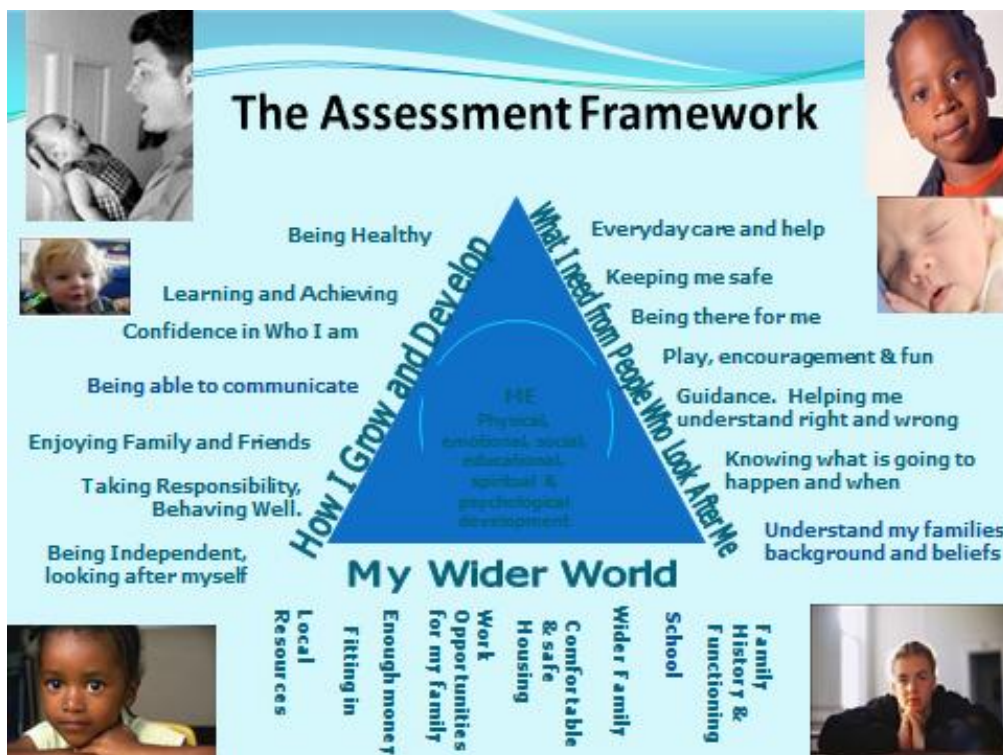 The Assessment Framework
Being Healthy
Learning and Achieving
Confidence in Who I am
Being able to communicate
Enjoying Family and Friends
Taking Responsibility,
Behaving Well.
Being Independent,
looking after myself
How I Grow and Develop
ME
Physical,
emotional, social,
educational,
spiritual &
psychological
development
What I need from People Who Look After Me
Everyday care and help
Keeping me safe
Being there for me
Play, encouragement & fun
Guidance. Helping me
understand right and wrong
Knowing what is going to
happen and when
Understand my families
background and beliefs
My Wider World
Local
Resources
Fitting in
Enough money
Work
Opportunities
for my family
Comfortable
& safe
Housing
Wider Family
School
Family
History &
Functioning